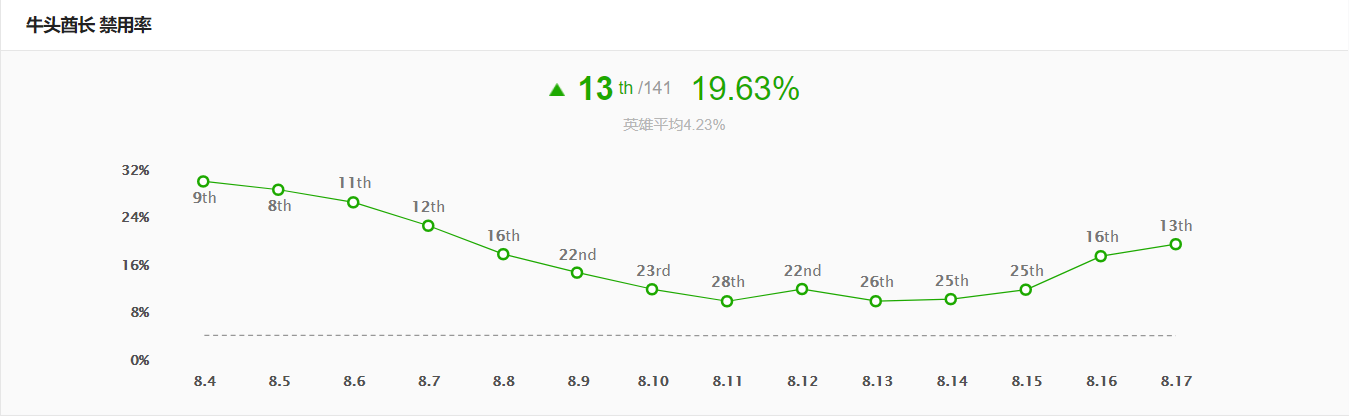 牛头酋长 禁用率
13 th /141 19.63%
英雄平均4.23%
32%
24%
16%
8%
0%
9th
8th
11th
12th
16th
22nd
23rd
28th
22nd
26th
25th
25th
16th
13th
8.4 8.5 8.6 8.7 8.8 8.9 8.10 8.11 8.12 8.13 8.14 8.15 8.16 8.17